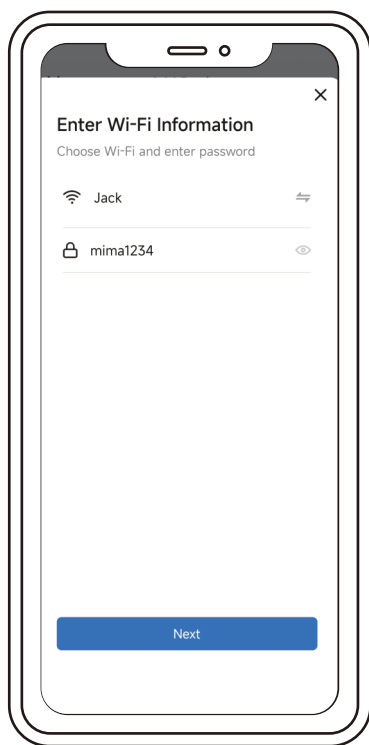 Enter Wi-Fi Information
Choose Wi-Fi and enter password
Jack
mima1234
Next